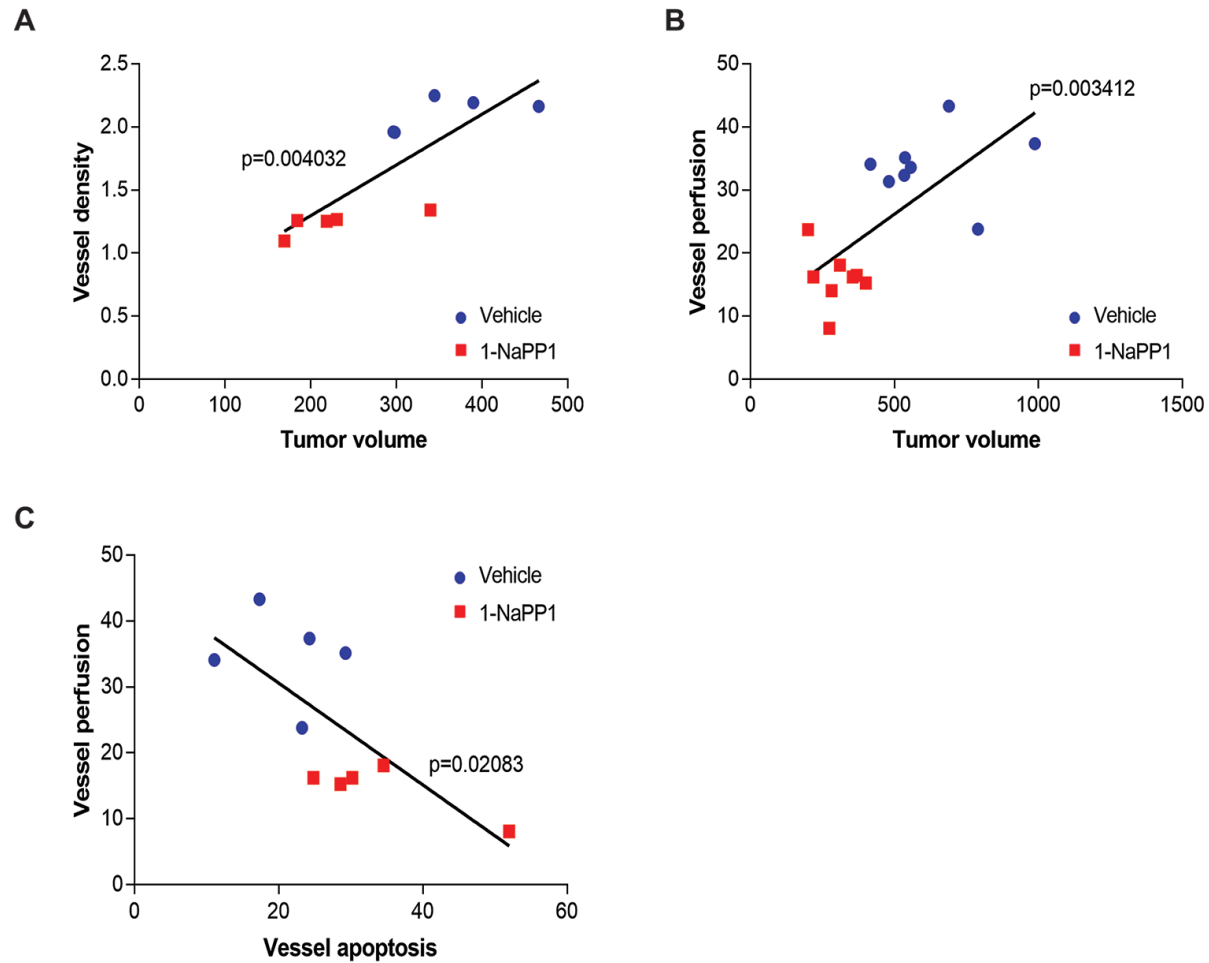 A
Vessel density
2.5
2.0
1.5
1.0
0.5
0.0
p=0.004032
Vehicle
1-NaPP1
0 100 200 300 400 500
Tumor volume
B
Vessel perfusion
50
40
30
20
10
0
p=0.003412
Vehicle
1-NaPP1
0 500 1000 1500
Tumor volume
C
Vessel perfusion
50
40
30
20
10
0
Vehicle
1-NaPP1
p=0.02083
0 20 40 60
Vessel apoptosis